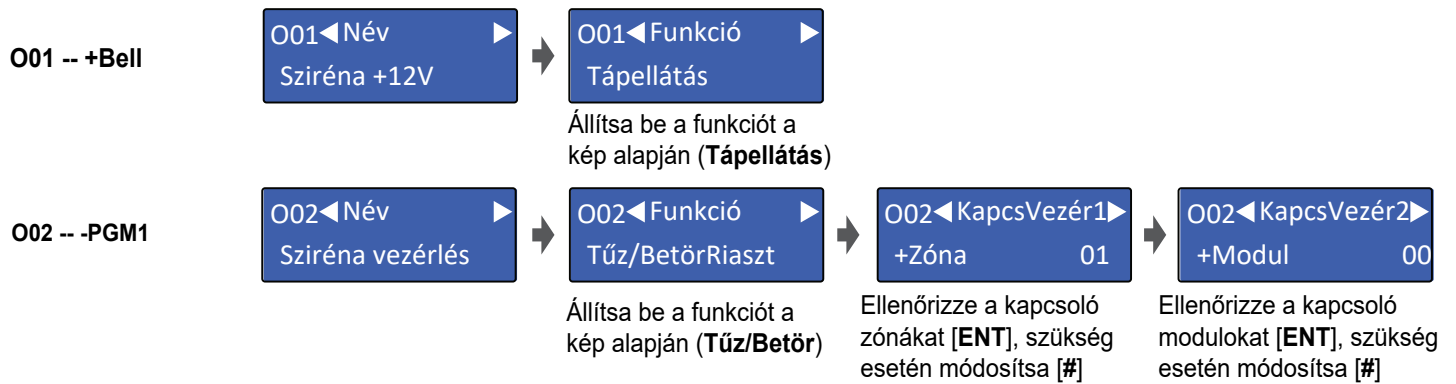 O01 -- +Bell
O01◀Név ▶
Sziréna +12V
O01◀Funkció ▶
Tápellátás
Állítsa be a funkciót a
kép alapján (Tápellátás)
O02 -- -PGM1
O02◀Név ▶
Sziréna vezérlés
O02◀Funkció ▶
Tűz/BetörRiaszt
Állítsa be a funkciót a
kép alapján (Tűz/Betör)
O02◀KapcsVezér1▶
+Zóna 01
Ellenőrizze a kapcsoló
zónákat [ENT], szükség
esetén módosítsa [#]
O02◀KapcsVezér2▶
+Modul 00
Ellenőrizze a kapcsoló
modulokat [ENT], szükség
esetén módosítsa [#]